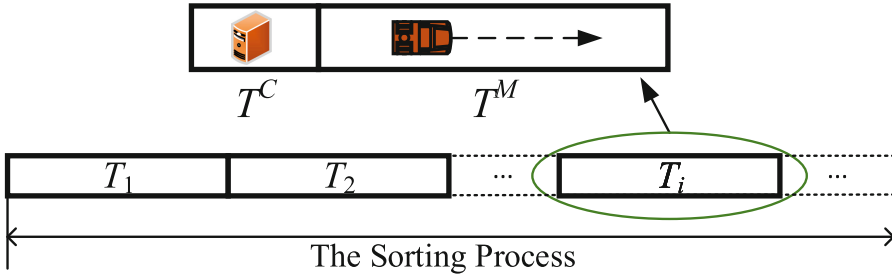 T^C T^M
T_1 T_2 ... T_i ...
The Sorting Process